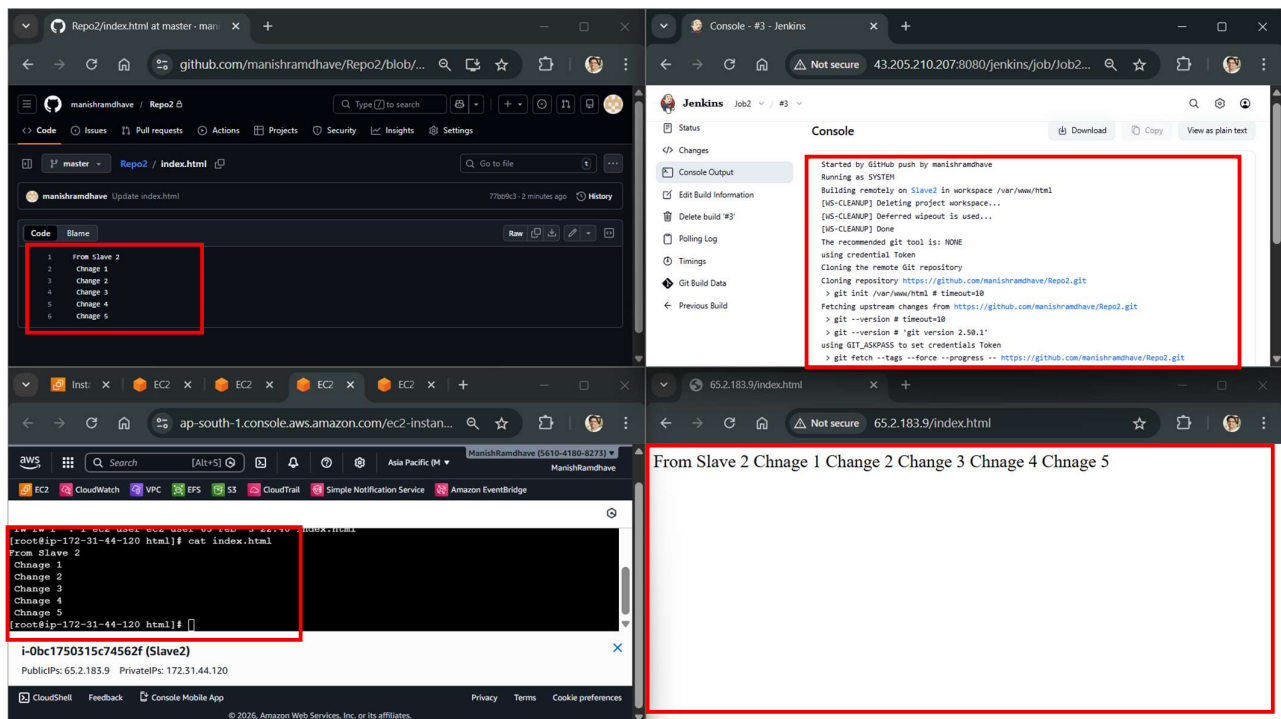 Repo2/index.html at master · mani
github.com/manishramdhave/Repo2/blob/...
manishramdhave / Repo2
Type / to search
Code Issues Pull requests Actions Projects Security Insights Settings
master Repo2 / index.html
Go to file t
manishramdhave Update index.html
77bb9c3 · 2 minutes ago History
Code Blame
Raw
1 From Slave 2
2 Chnage 1
3 Change 2
4 Change 3
5 Chnage 4
6 Chnage 5
Console - #3 - Jenkins
Not secure 43.205.210.207:8080/jenkins/job/Job2...
Jenkins Job2 #3
Status
Changes
Console Output
Edit Build Information
Delete build '#3'
Polling Log
Timings
Git Build Data
Previous Build
Console
Download Copy View as plain text
Started by GitHub push by manishramdhave
Running as SYSTEM
Building remotely on Slave2 in workspace /var/www/html
[WS-CLEANUP] Deleting project workspace...
[WS-CLEANUP] Deferred wipeout is used...
[WS-CLEANUP] Done
The recommended git tool is: NONE
using credential Token
Cloning the remote Git repository
Cloning repository https://github.com/manishramdhave/Repo2.git
> git init /var/www/html # timeout=10
Fetching upstream changes from https://github.com/manishramdhave/Repo2.git
> git --version # timeout=10
> git --version # 'git version 2.50.1'
using GIT_ASKPASS to set credentials Token
> git fetch --tags --force --progress -- https://github.com/manishramdhave/Repo2.git
Inst: EC2 EC2 EC2 EC2
ap-south-1.console.aws.amazon.com/ec2-instan...
aws Search [Alt+S]
Asia Pacific (M
ManishRamdhave (5610-4180-8273)
ManishRamdhave
EC2 CloudWatch VPC EFS S3 CloudTrail Simple Notification Service Amazon EventBridge
[root@ip-172-31-44-120 html]# cat index.html
From Slave 2
Chnage 1
Change 2
Change 3
Chnage 4
Chnage 5
[root@ip-172-31-44-120 html]#
i-0bc1750315c74562f (Slave2)
PublicIPs: 65.2.183.9 PrivateIPs: 172.31.44.120
CloudShell Feedback Console Mobile App
Privacy Terms Cookie preferences
© 2026, Amazon Web Services, Inc. or its affiliates.
65.2.183.9/index.html
Not secure 65.2.183.9/index.html
From Slave 2 Chnage 1 Change 2 Change 3 Chnage 4 Chnage 5